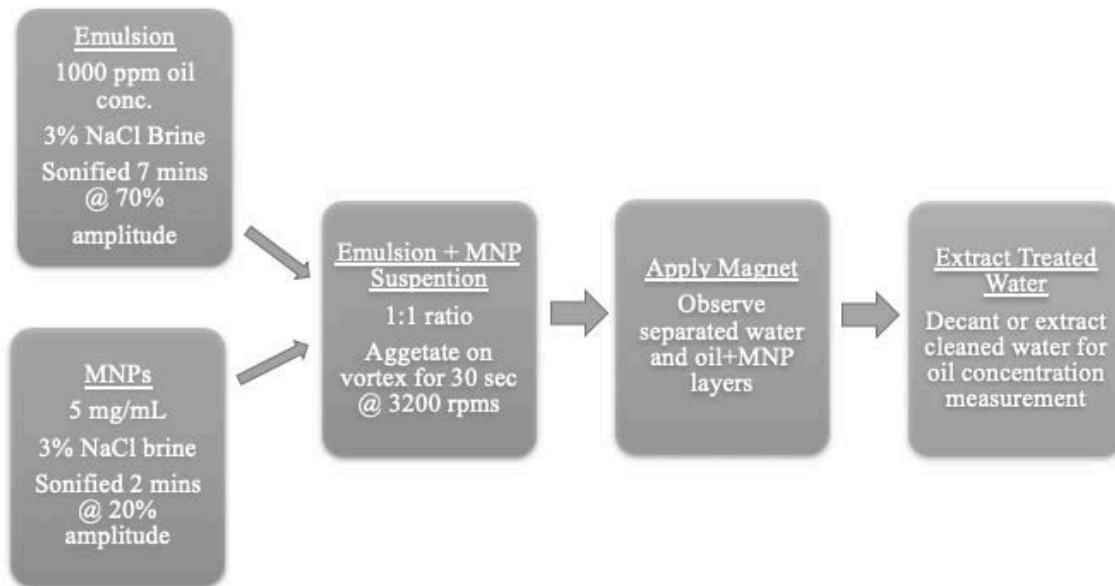 Emulsion
1000 ppm oil
conc.
3% NaCl Brine
Sonified 7 mins
@ 70%
amplitude
MNPs
5 mg/mL
3% NaCl brine
Sonified 2 mins
@ 20%
amplitude
Emulsion + MNP
Suspention
1:1 ratio
Aggetate on
vortex for 30 sec
@ 3200 rpms
Apply Magnet
Observe
separated water
and oil+MNP
layers
Extract Treated
Water
Decant or extract
cleaned water for
oil concentration
measurement